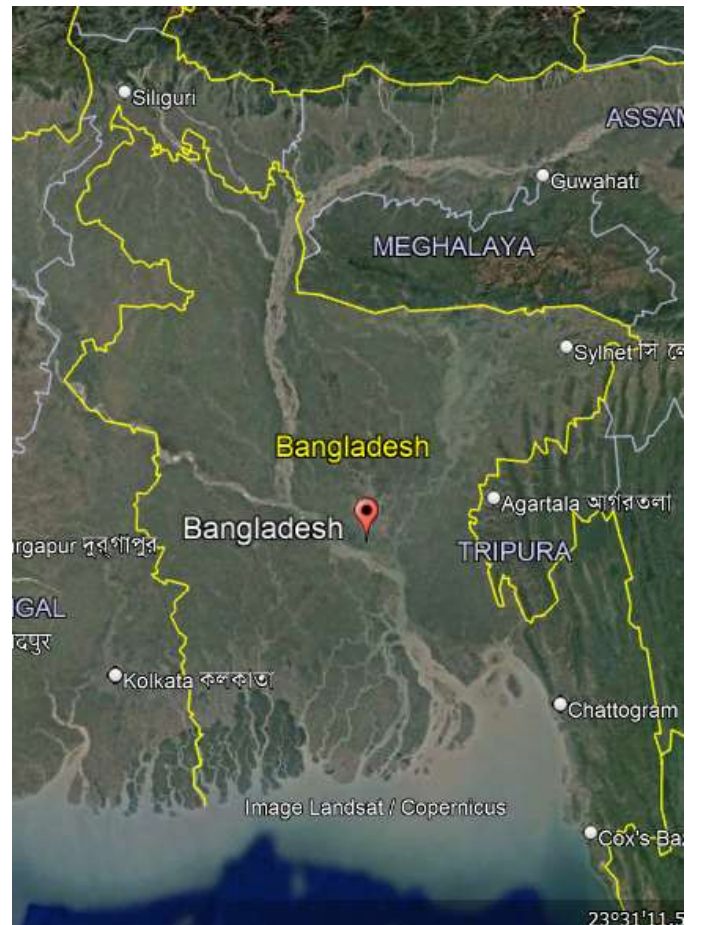 Siliguri
ASSAM
Guwahati
MEGHALAYA
Sylhet
Bangladesh
Agartala আগরতলা
Bangladesh
rgapur দুর্গাপুর
TRIPURA
GAL
Kolkata কলকাতা
Chattogram
Image Landsat / Copernicus
Cox's Ba
23°31'11.5